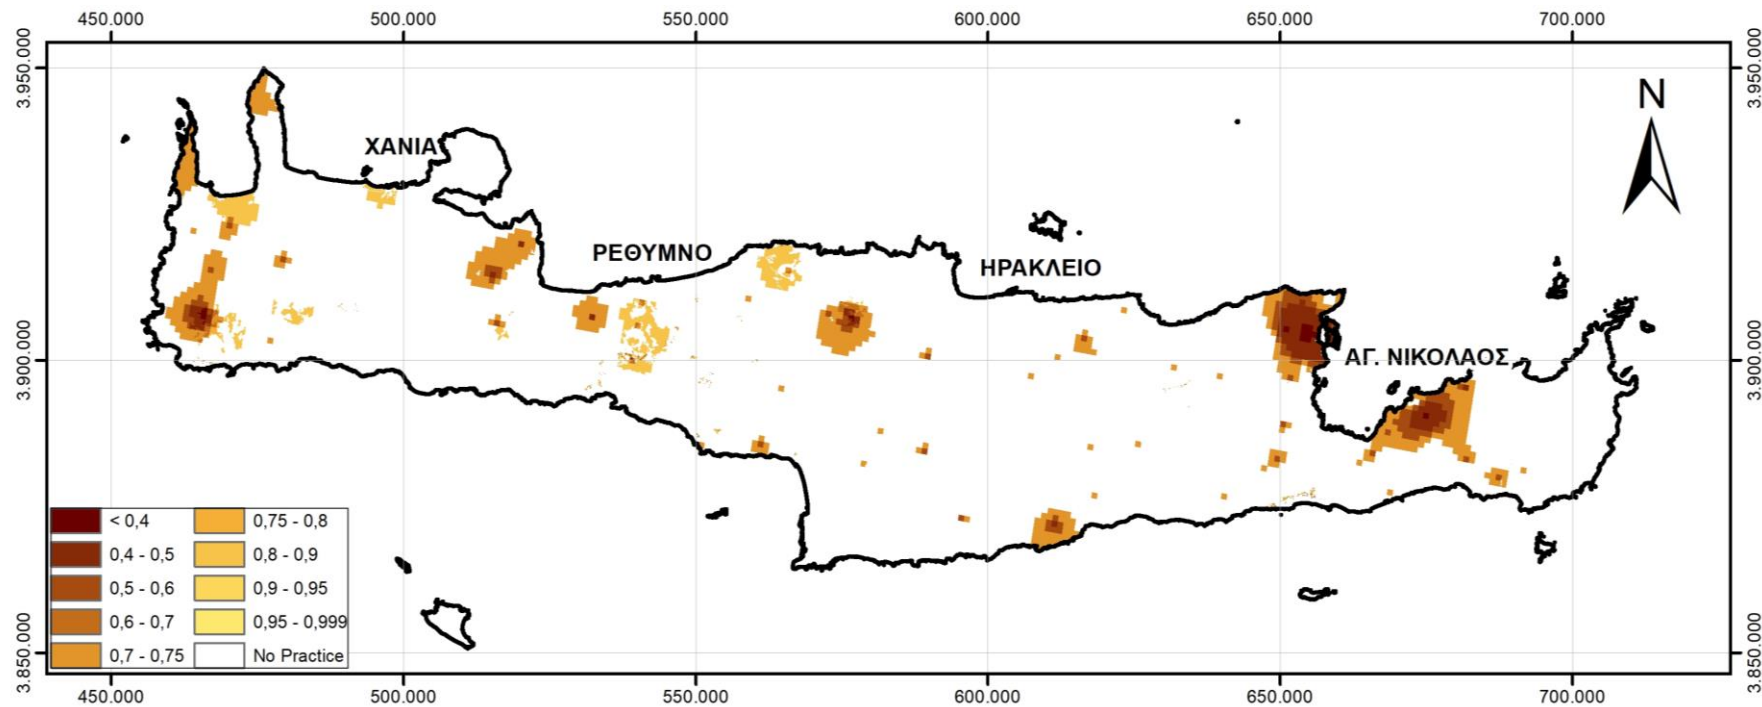 450.000 500.000 550.000 600.000 650.000 700.000
3.950.000 3.950.000
N
ΧΑΝΙΑ
ΡΕΘΥΜΝΟ
ΗΡΑΚΛΕΙΟ
3.900.000 3.900.000
ΑΓ. ΝΙΚΟΛΑΟΣ
< 0,4 0,75 - 0,8
0,4 - 0,5 0,8 - 0,9
0,5 - 0,6 0,9 - 0,95
0,6 - 0,7 0,95 - 0,999
0,7 - 0,75 No Practice
3.850.000 3.850.000
450.000 500.000 550.000 600.000 650.000 700.000